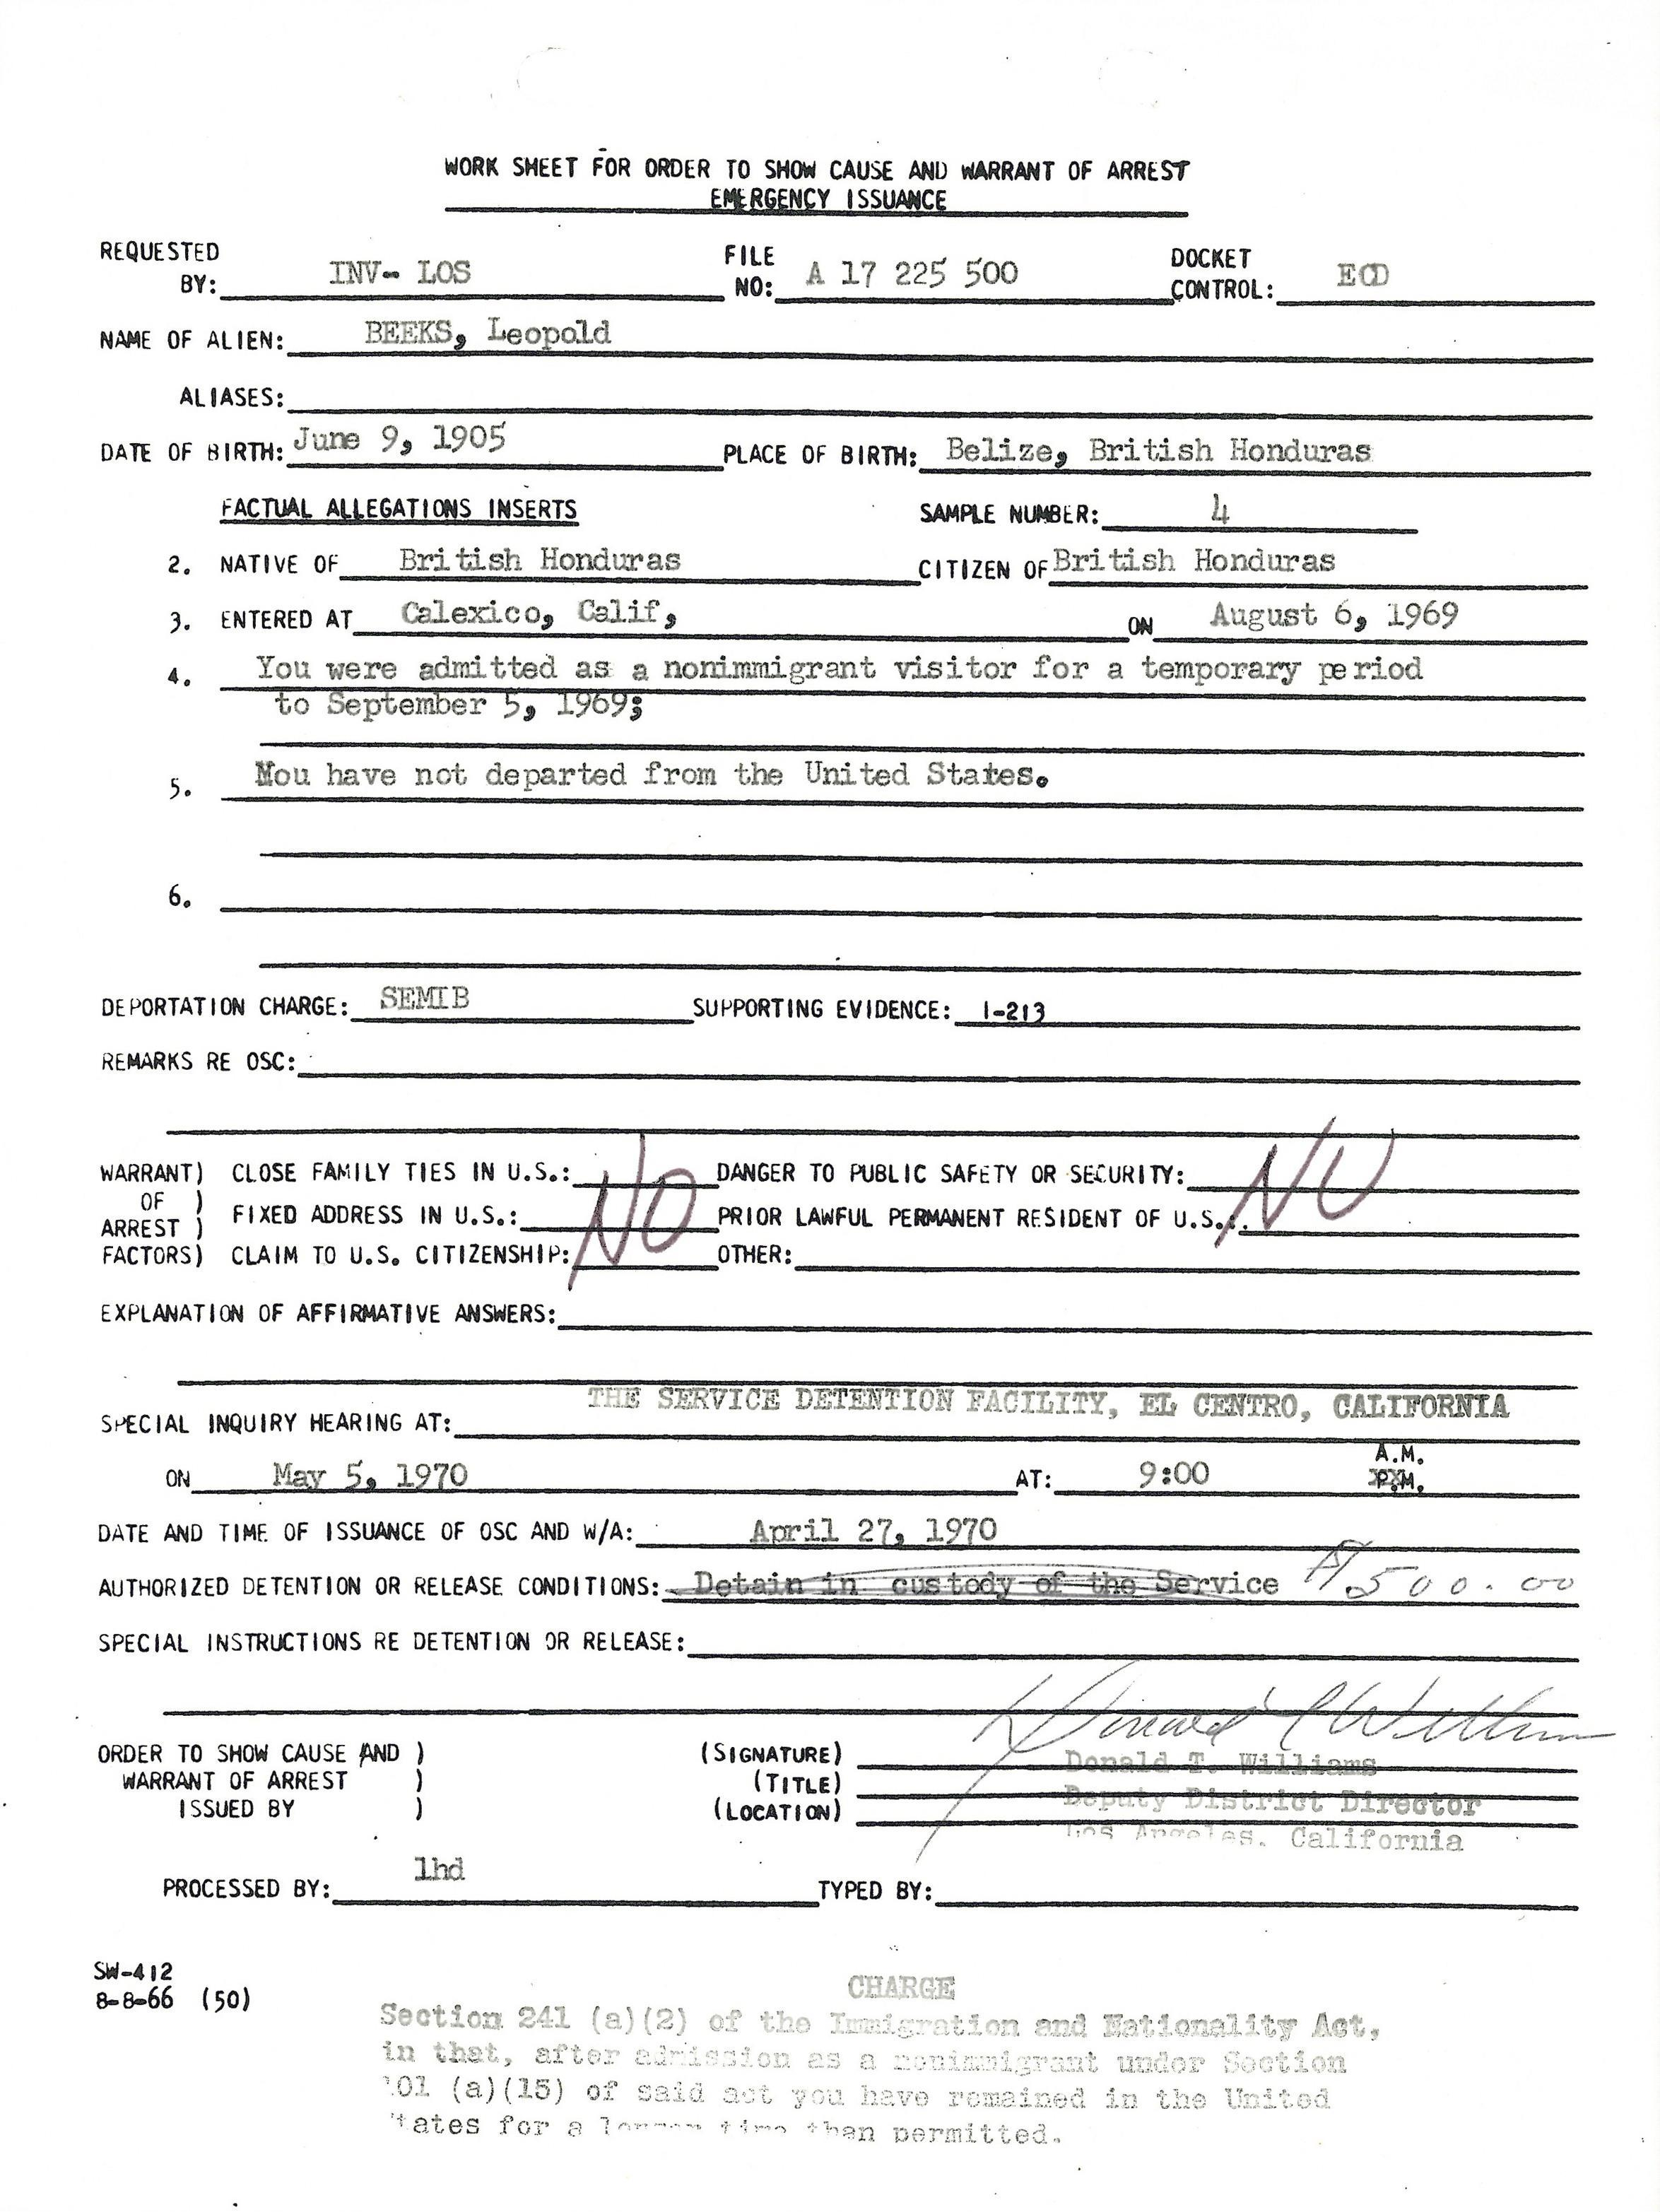 WORK SHEET FOR ORDER TO SHOW CAUSE AND WARRANT OF ARREST
EMERGENCY ISSUANCE
REQUESTED BY: INV- LOS FILE NO: A 17 225 500 DOCKET CONTROL:
NAME OF ALIEN: BEEKS, Leopold
ALIASES:
DATE OF BIRTH: June 9, 1905 PLACE OF BIRTH: Belize, British Honduras
FACTUAL ALLEGATIONS INSERTS SAMPLE NUMBER: 4
2. NATIVE OF British Honduras CITIZEN OF British Honduras
3. ENTERED AT Calexico, Calif, ON August 6, 1969
4. You were admitted as a nonimmigrant visitor for a temporary period
to September 5, 1969;
5. You have not departed from the United States.
6.
DEPORTATION CHARGE: SEMIB SUPPORTING EVIDENCE: I-213
REMARKS RE OSC:
WARRANT) CLOSE FAMILY TIES IN U.S.: NO DANGER TO PUBLIC SAFETY OR SECURITY: NO
OF )
ARREST ) FIXED ADDRESS IN U.S.: PRIOR LAWFUL PERMANENT RESIDENT OF U.S.:
FACTORS) CLAIM TO U.S. CITIZENSHIP: OTHER:
EXPLANATION OF AFFIRMATIVE ANSWERS:
SPECIAL INQUIRY HEARING AT: THE SERVICE DETENTION FACILITY, EL CENTRO, CALIFORNIA
ON May 5, 1970 AT: 9:00 A.M.
P.M.
DATE AND TIME OF ISSUANCE OF OSC AND W/A: April 27, 1970
AUTHORIZED DETENTION OR RELEASE CONDITIONS: Detain in custody of the Service $500.00
SPECIAL INSTRUCTIONS RE DETENTION OR RELEASE:
Donald T Williams
ORDER TO SHOW CAUSE AND ) (SIGNATURE) Donald T. Williams
WARRANT OF ARREST ) (TITLE) Deputy District Director
ISSUED BY ) (LOCATION) Los Angeles, California
PROCESSED BY: lhd TYPED BY:
SW-412
8-8-66 (50)
CHARGE
Section 241 (a)(2) of the Immigration and Nationality Act,
in that, after admission as a nonimmigrant under Section
101 (a)(15) of said act you have remained in the United
States for a longer time than permitted.